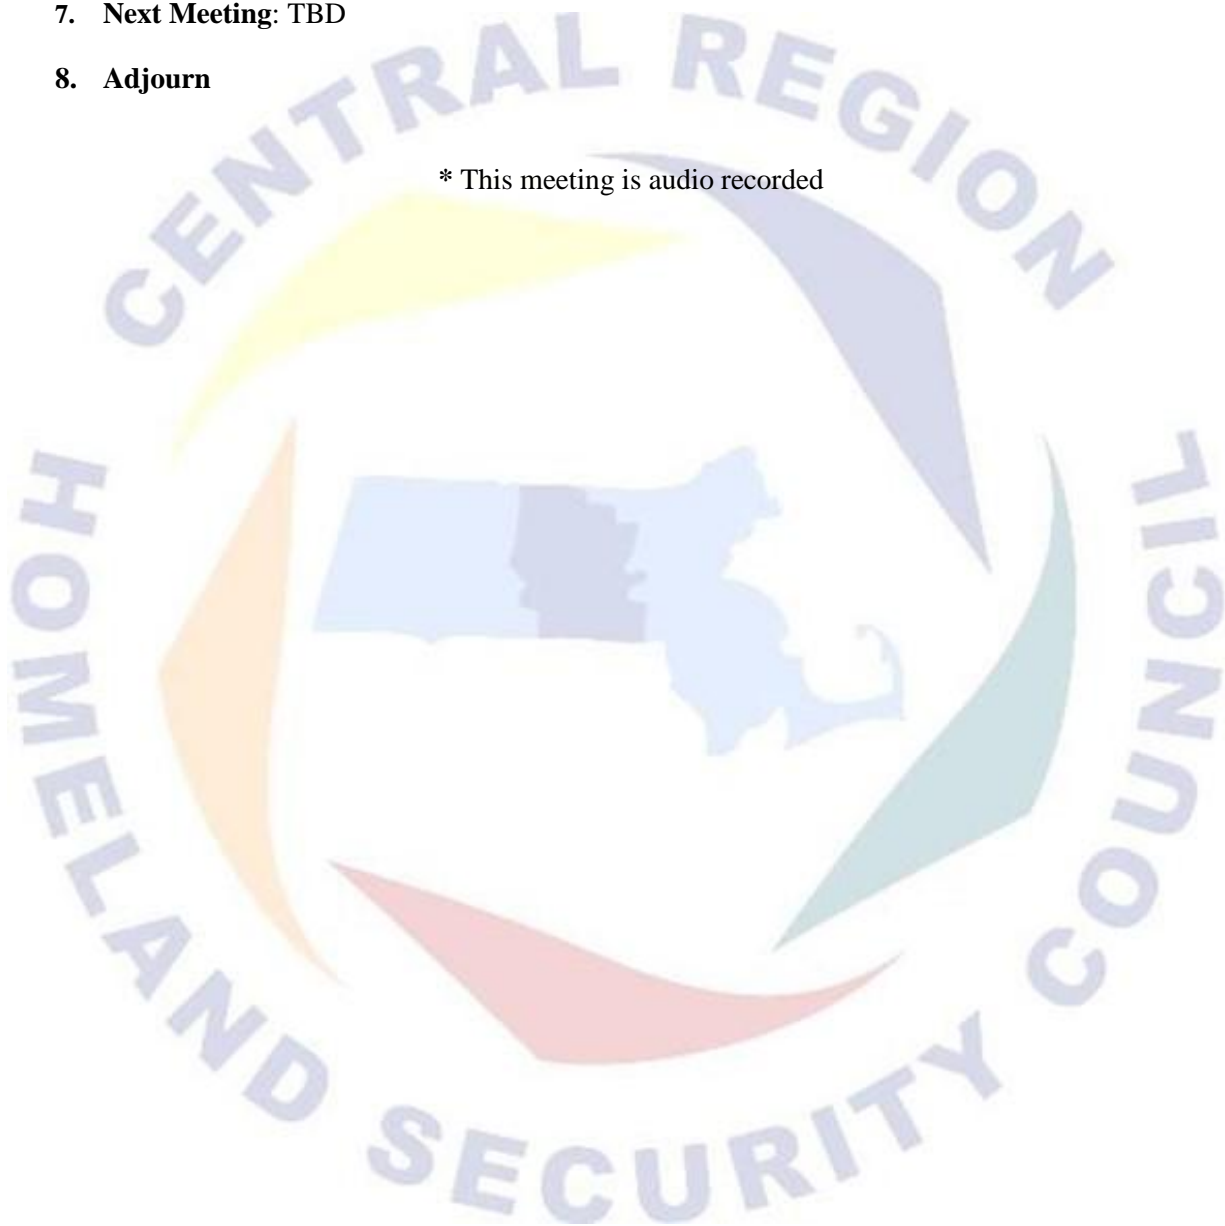 7. Next Meeting: TBD
8. Adjourn
* This meeting is audio recorded
CENTRAL REGION
HOMELAND SECURITY COUNCIL